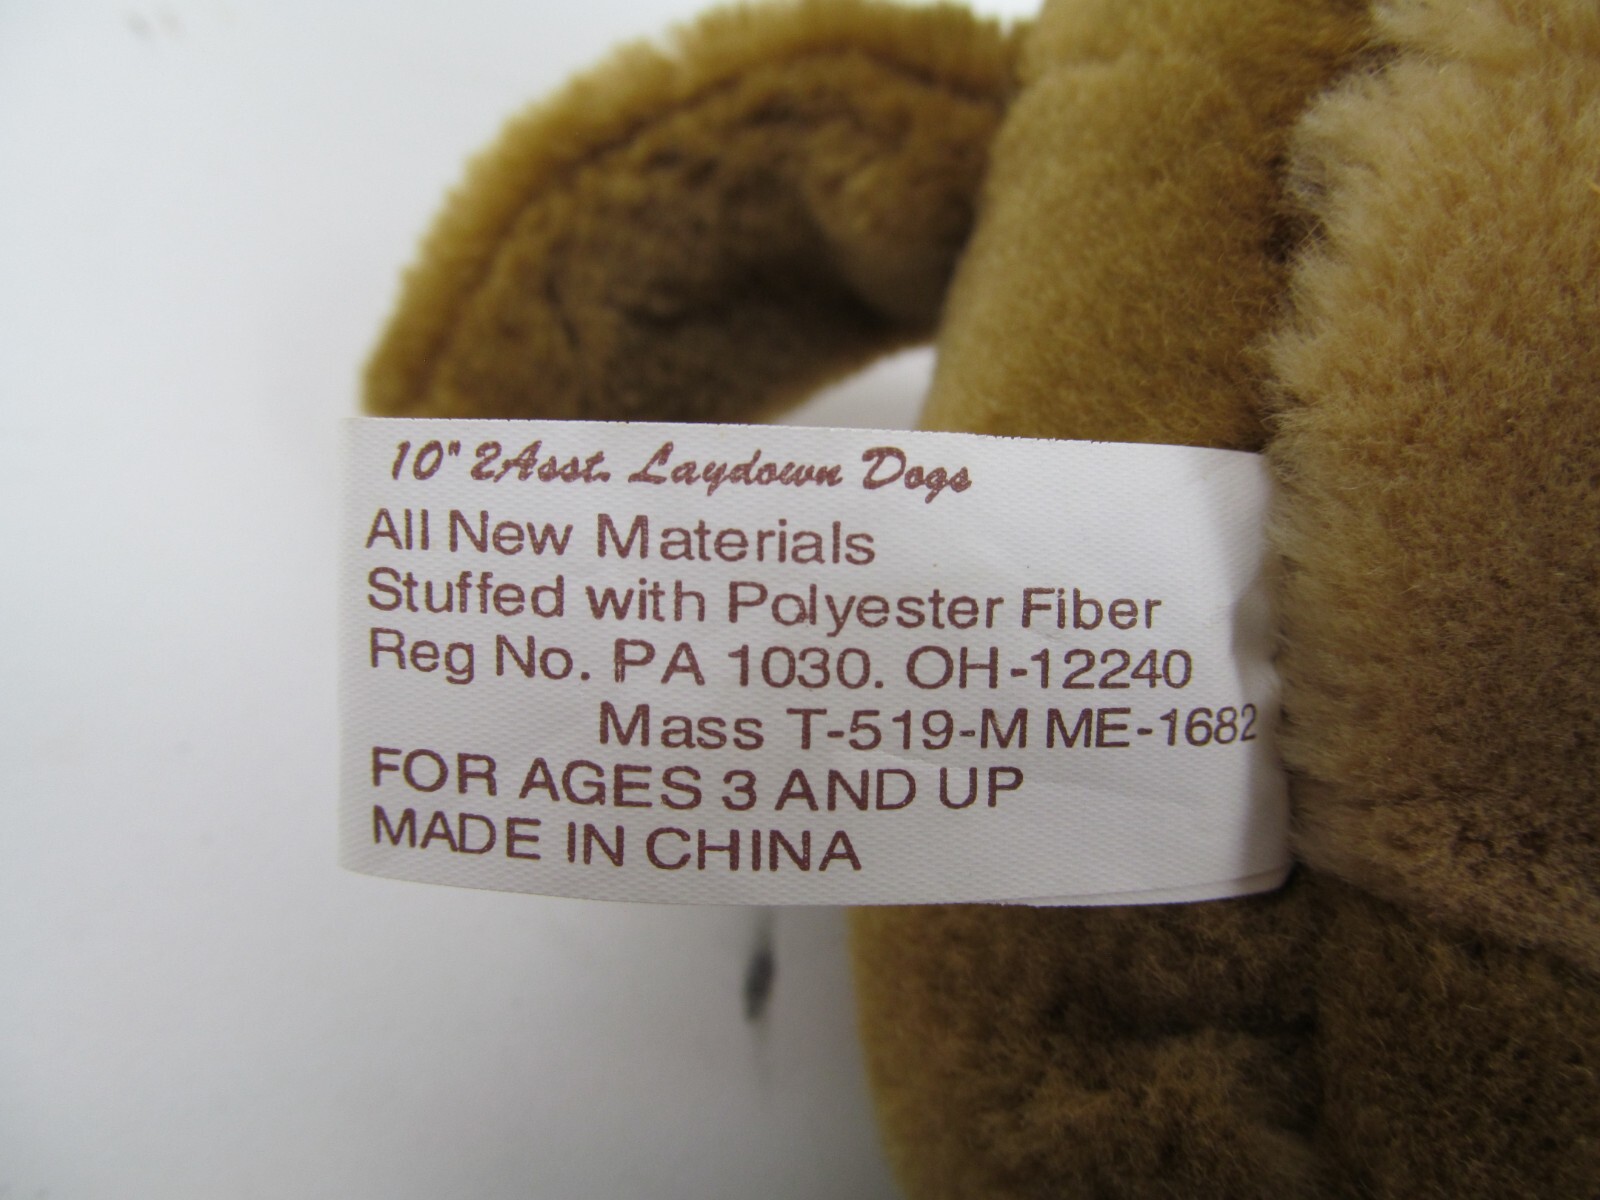 10" 2Asst. Laydown Dogs
All New Materials
Stuffed with Polyester Fiber
Reg No. PA 1030. OH-12240
Mass T-519-M ME-1682
FOR AGES 3 AND UP
MADE IN CHINA